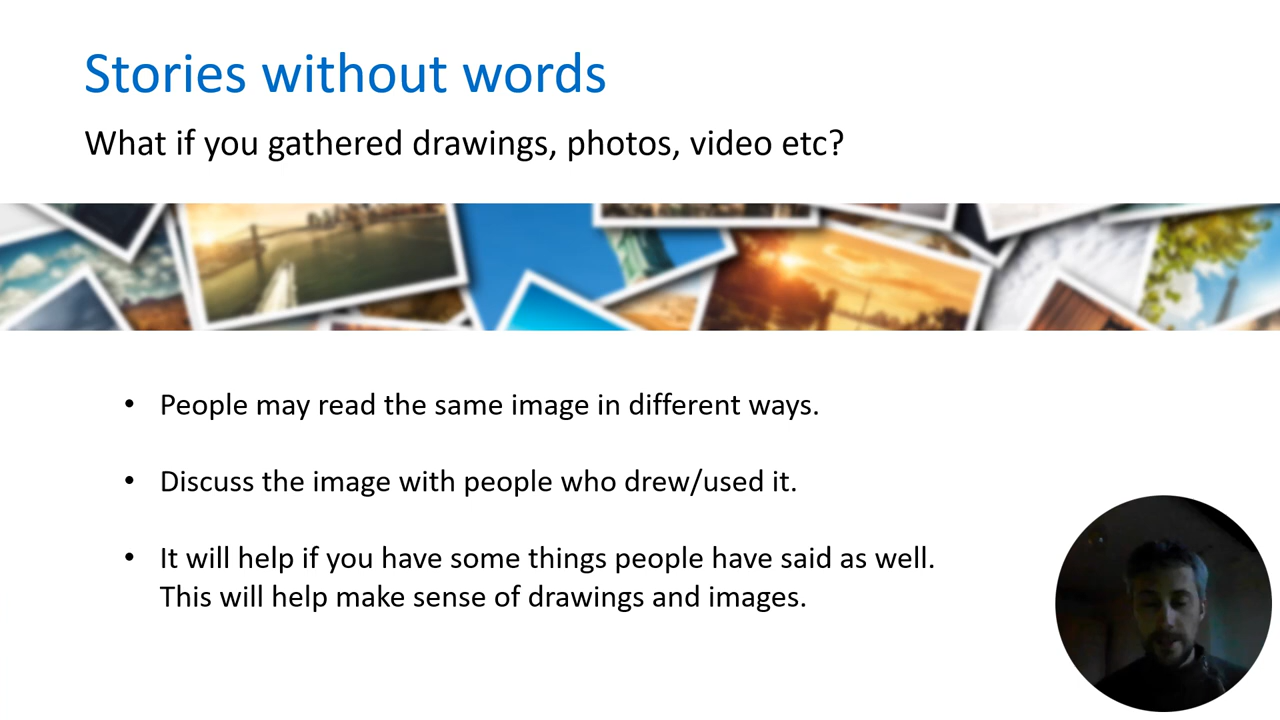 Stories without words
What if you gathered drawings, photos, video etc?
• People may read the same image in different ways.
• Discuss the image with people who drew/used it.
• It will help if you have some things people have said as well.
This will help make sense of drawings and images.